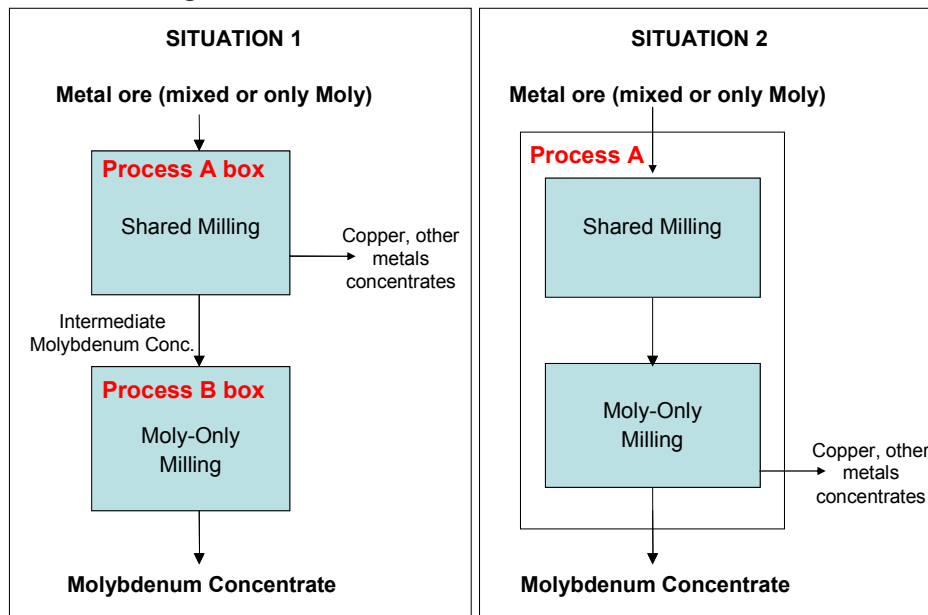 SITUATION 1
Metal ore (mixed or only Moly)
Process A box
Shared Milling
Copper, other
metals
concentrates
Intermediate
Molybdenum Conc.
Process B box
Moly-Only
Milling
Molybdenum Concentrate
SITUATION 2
Metal ore (mixed or only Moly)
Process A
Shared Milling
Moly-Only
Milling
Copper, other
metals
concentrates
Molybdenum Concentrate